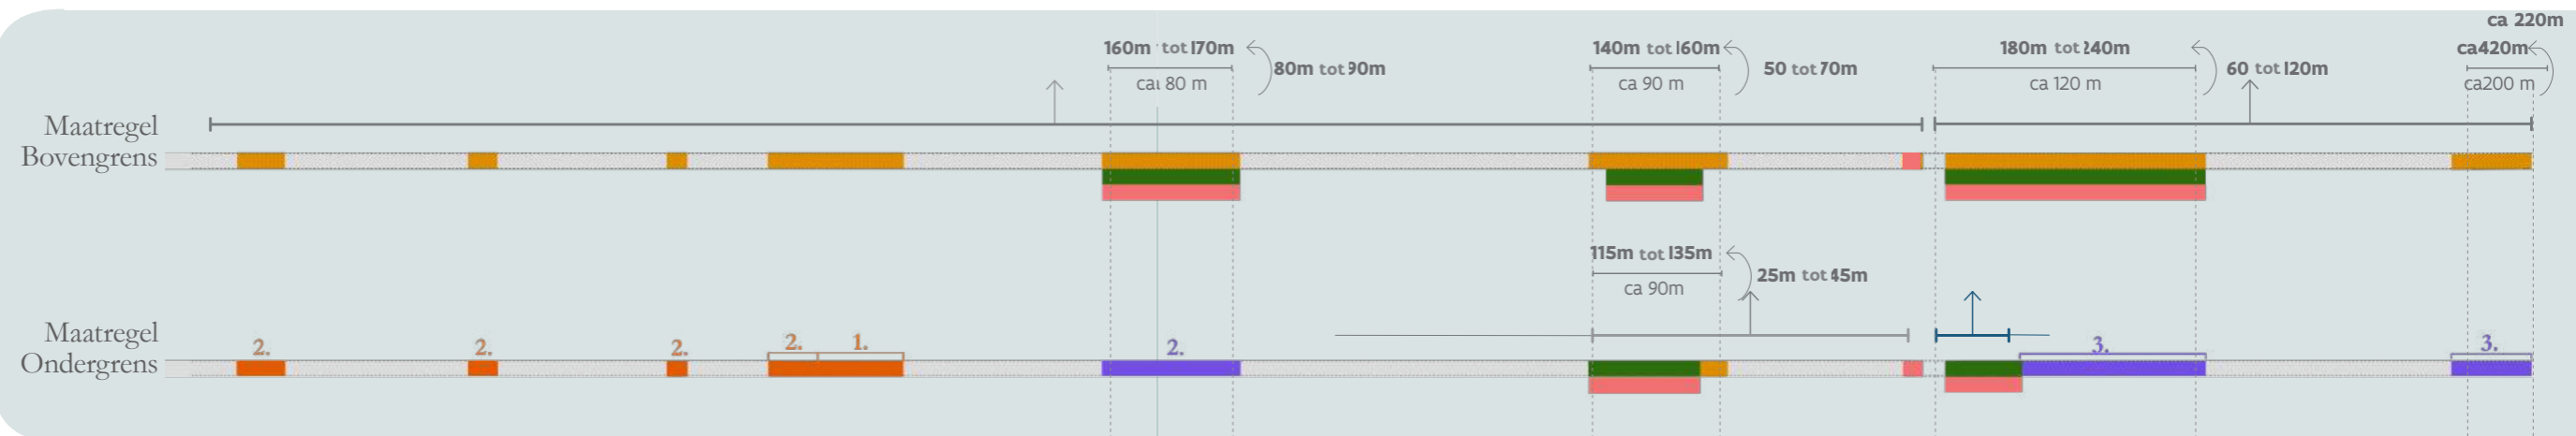 ca 220m
160m tot 170m
80m tot 90m
ca 80 m
140m tot 160m
50 tot 70m
ca 90 m
180m tot 240m
60 tot 120m
ca 120 m
ca420m
ca200 m
Maatregel
Bovengrens
115m tot 135m
25m tot 45m
ca 90m
Maatregel
Ondergrens
2.
2.
2.
2.
1.
2.
3.
3.